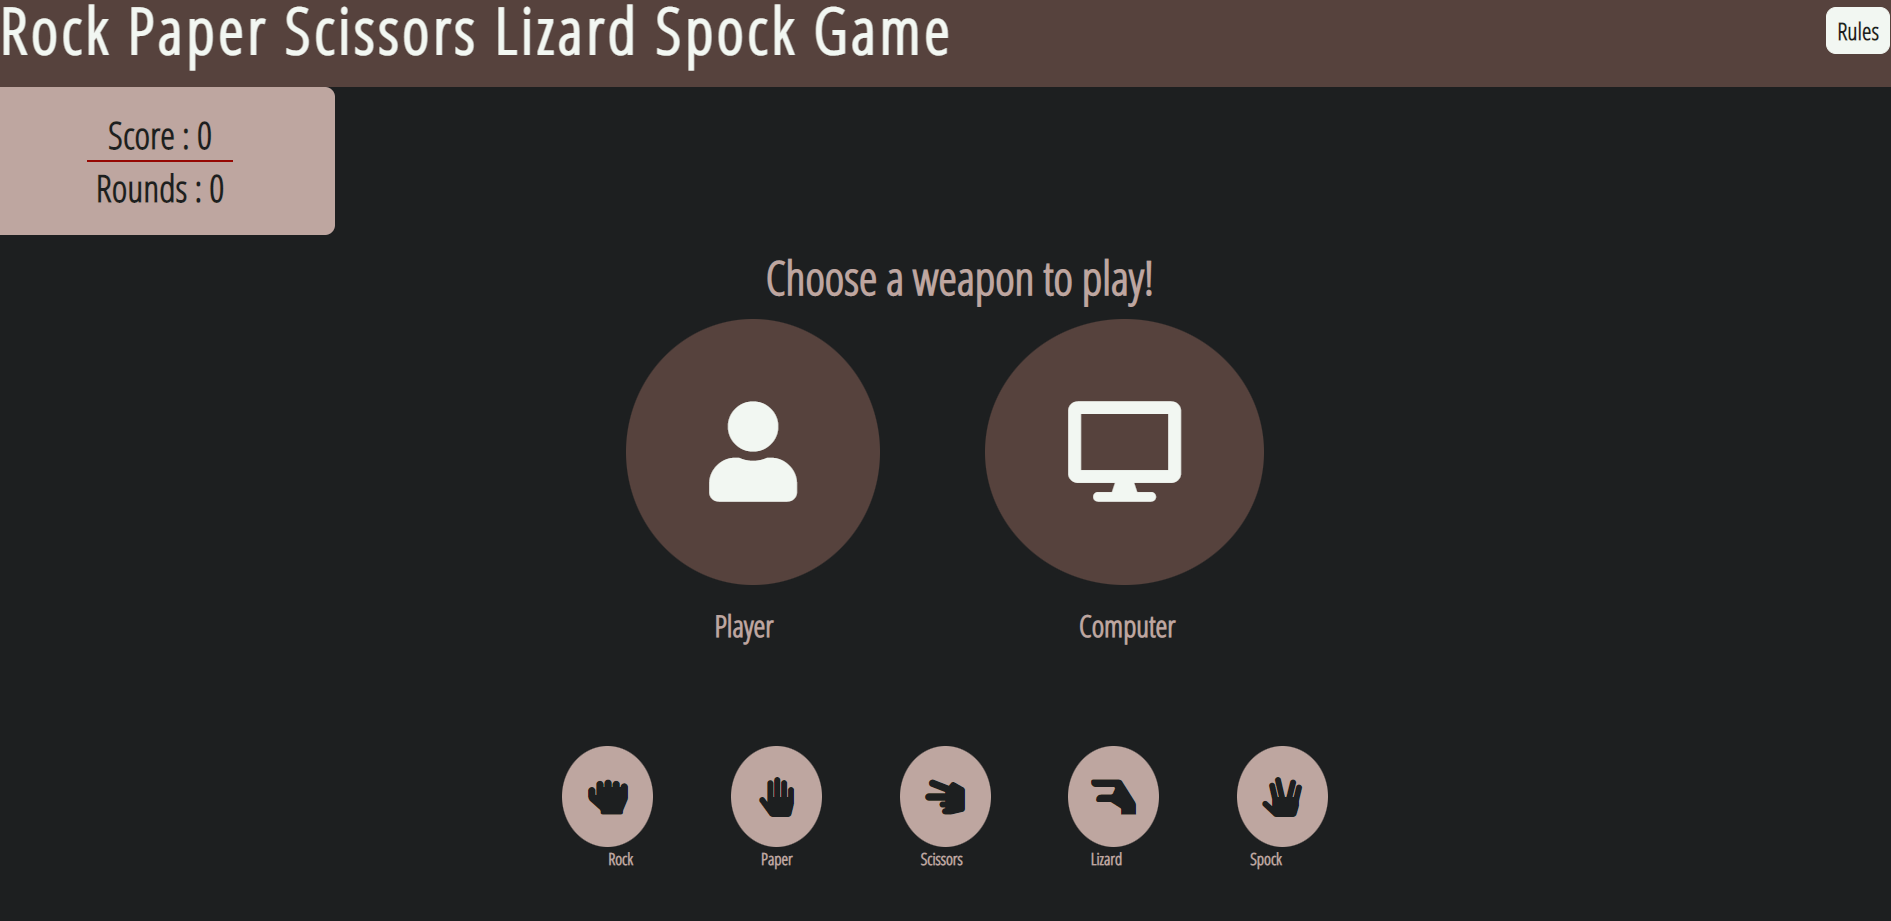 Rock Paper Scissors Lizard Spock Game
Rules
Score : 0
Rounds : 0
Choose a weapon to play!
Player
Computer
Rock
Paper
Scissors
Lizard
Spock